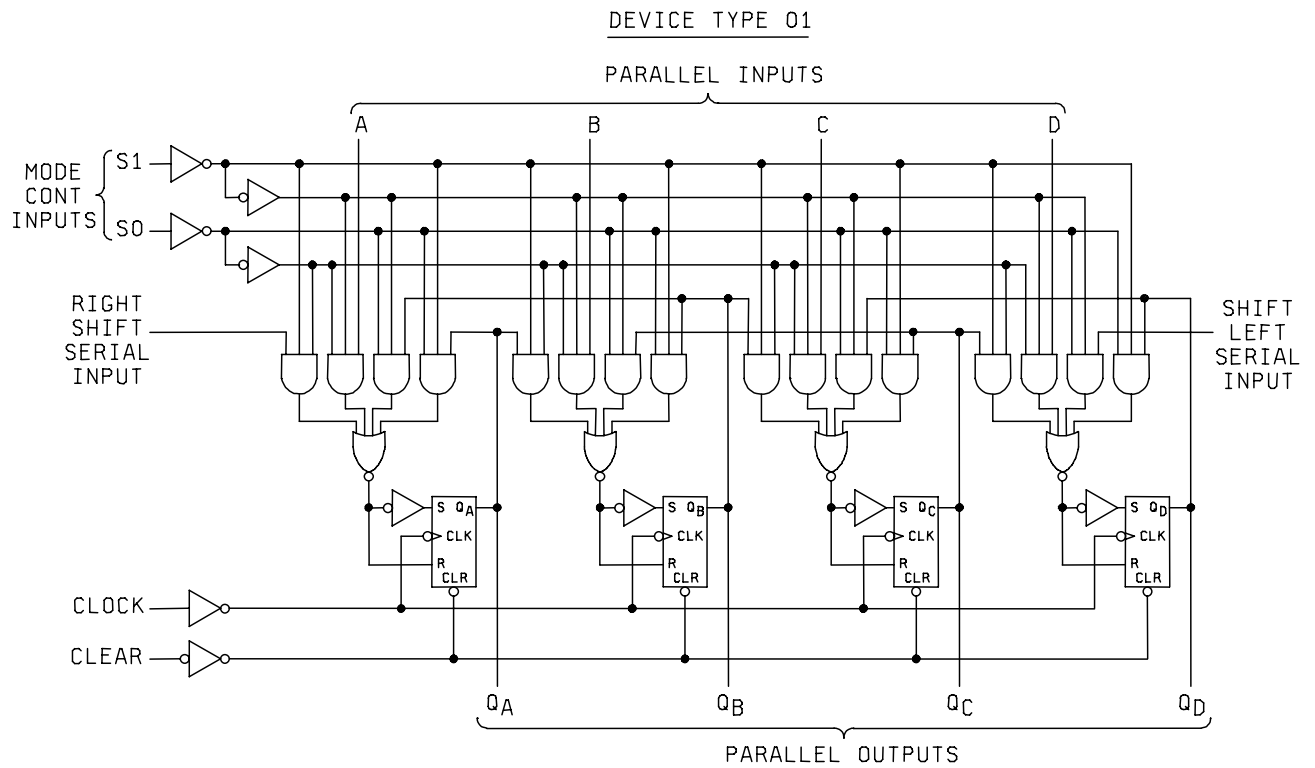 DEVICE TYPE 01
PARALLEL INPUTS
A B C D
MODE
CONT
INPUTS
S1
S0
RIGHT
SHIFT
SERIAL
INPUT
SHIFT
LEFT
SERIAL
INPUT
S QA
CLK
R
CLR
S QB
CLK
R
CLR
S QC
CLK
R
CLR
S QD
CLK
R
CLR
CLOCK
CLEAR
QA QB QC QD
PARALLEL OUTPUTS